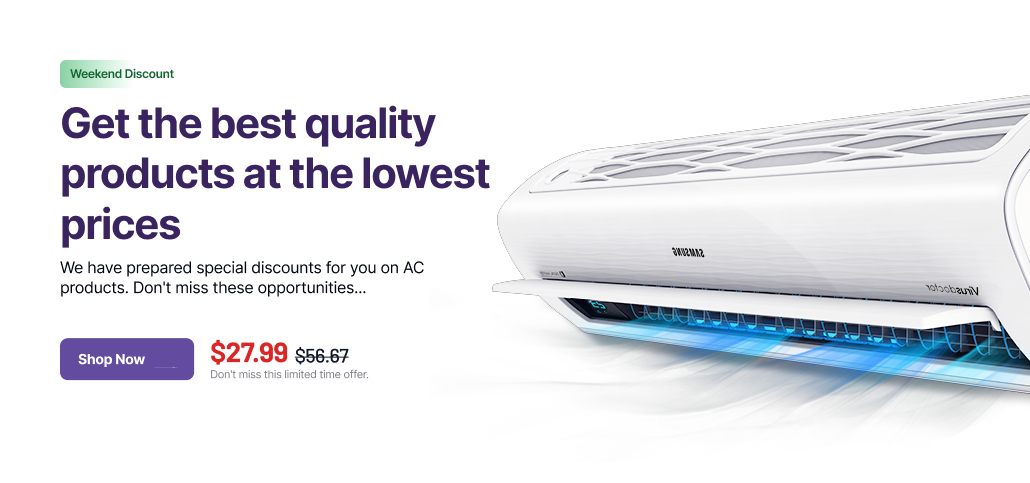 Weekend Discount
Get the best quality
products at the lowest
prices
We have prepared special discounts for you on AC
products. Don't miss these opportunities...
Shop Now
$27.99 $56.67
Don't miss this limited time offer.
SAMSUNG
Virusdoctor